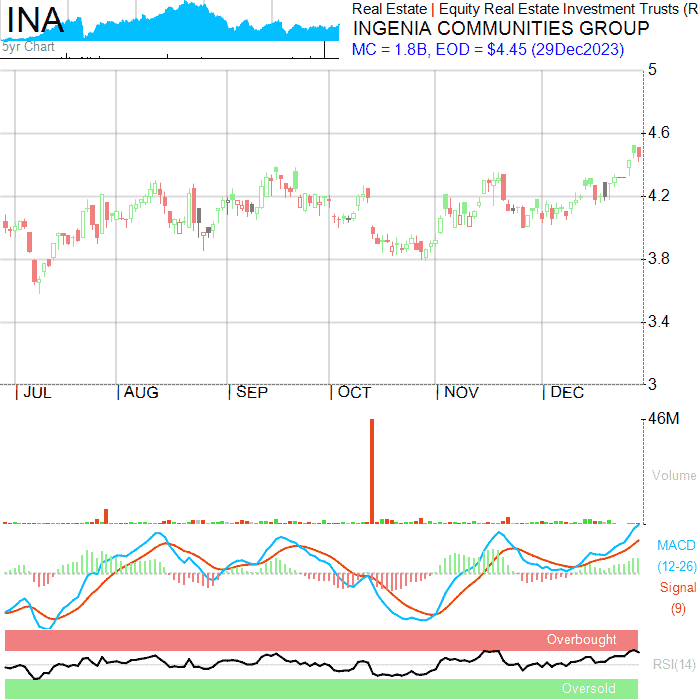 INA
5yr Chart
Real Estate | Equity Real Estate Investment Trusts (R
INGENIA COMMUNITIES GROUP
MC = 1.8B, EOD = $4.45 (29Dec2023)
5
4.6
4.2
3.8
3.4
3
JUL AUG SEP OCT NOV DEC
46M
Volume
MACD
(12-26)
Signal
(9)
Overbought
RSI(14)
Oversold